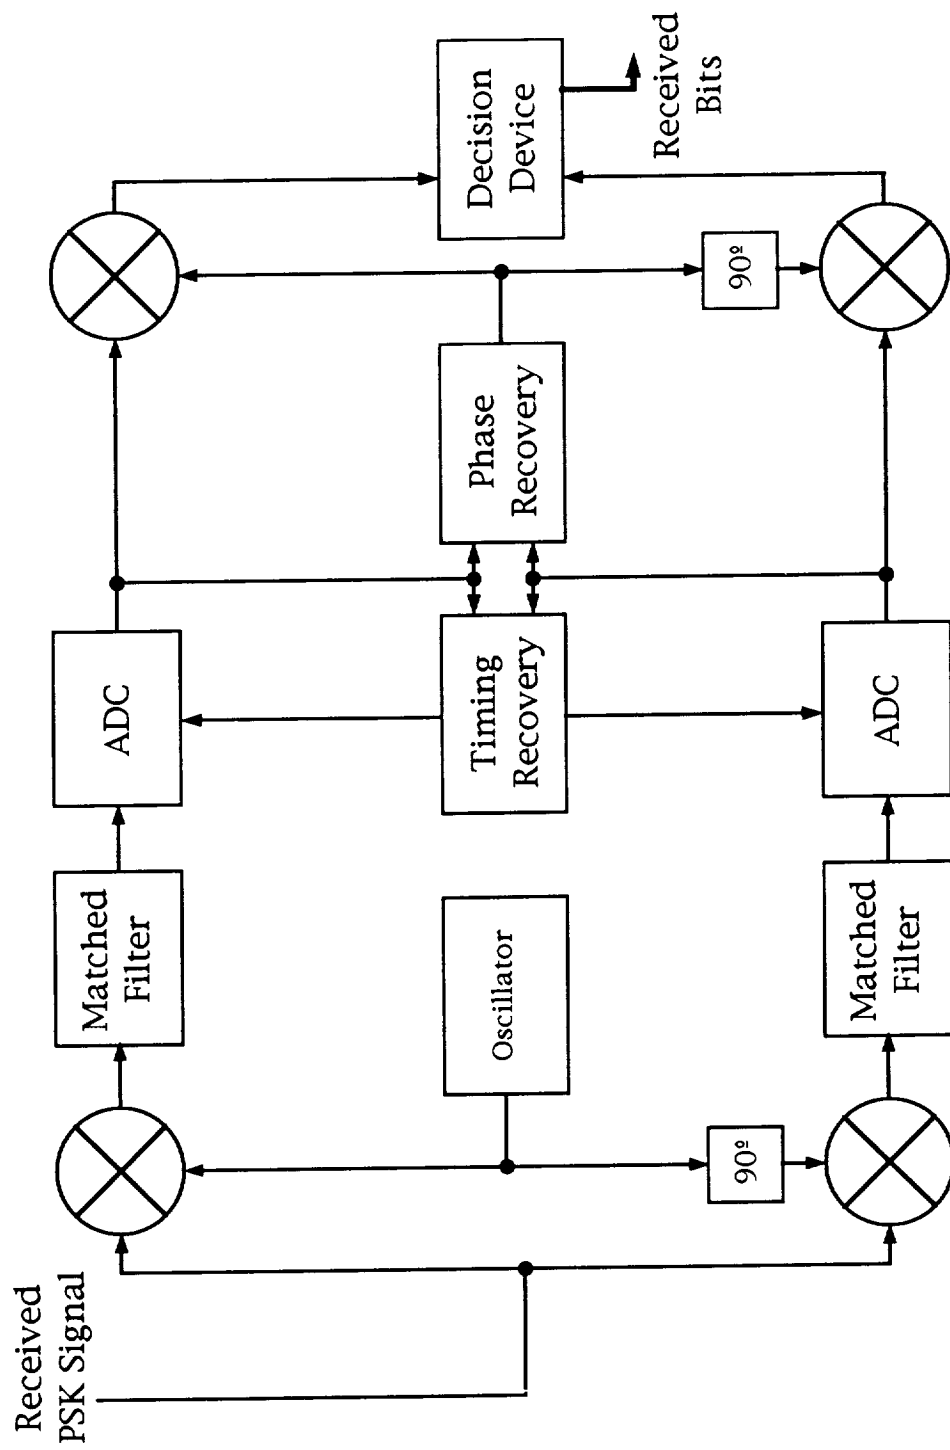 Received
PSK Signal
90º
Oscillator
Matched
Filter
Matched
Filter
ADC
Timing
Recovery
ADC
Phase
Recovery
90º
Decision
Device
Received
Bits